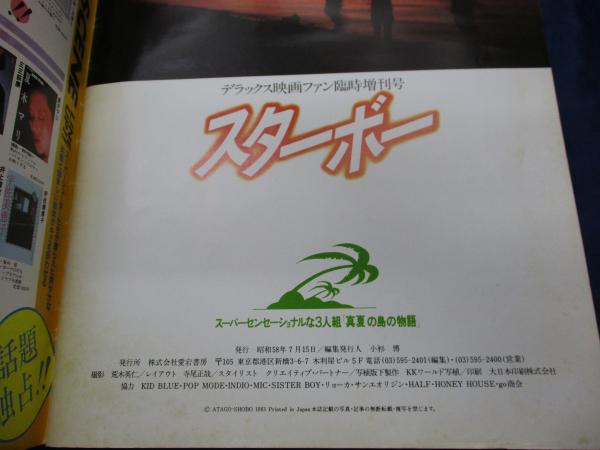 デラックス映画ファン臨時増刊号
スターボー
スーパーセンセーショナルな3人組「真夏の島の物語」
発行 昭和58年7月15日/編集発行人 小杉 博
発行所 株式会社愛宕書房 〒105 東京都港区新橋3-6-7 木利屋ビル5F 電話(03)595-2401(編集)・(03)595-2400(営業)
撮影 荒木英仁/レイアウト 寺尾正哉/スタイリスト クリエイティブ・パートナー/写植版下製作 KKワールド写植/印刷 大日本印刷株式会社
協力 KID BLUE・POP MODE・INDIO・MIC・SISTER BOY・リョーカ・サンエオリジン・HALF・HONEY HOUSE・go商会
© ATAGO-SHOBO 1983 Printed in Japan 本誌記載の写真・記事の無断転載・複写を禁じます。
SCENE
夏木マリ
話題
独占!!